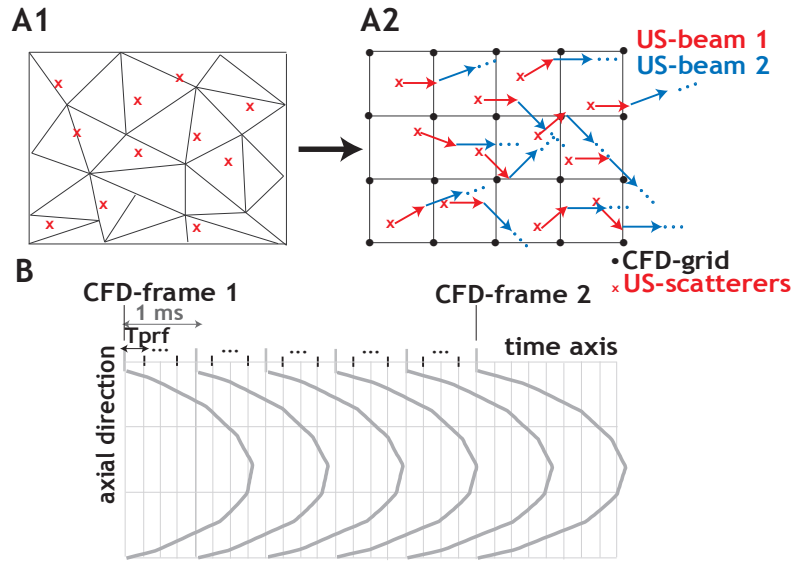 A1
A2
US-beam 1
US-beam 2
•CFD-grid
x US-scatterers
B
CFD-frame 1
CFD-frame 2
1 ms
Tprf
...
...
...
...
...
...
time axis
axial direction